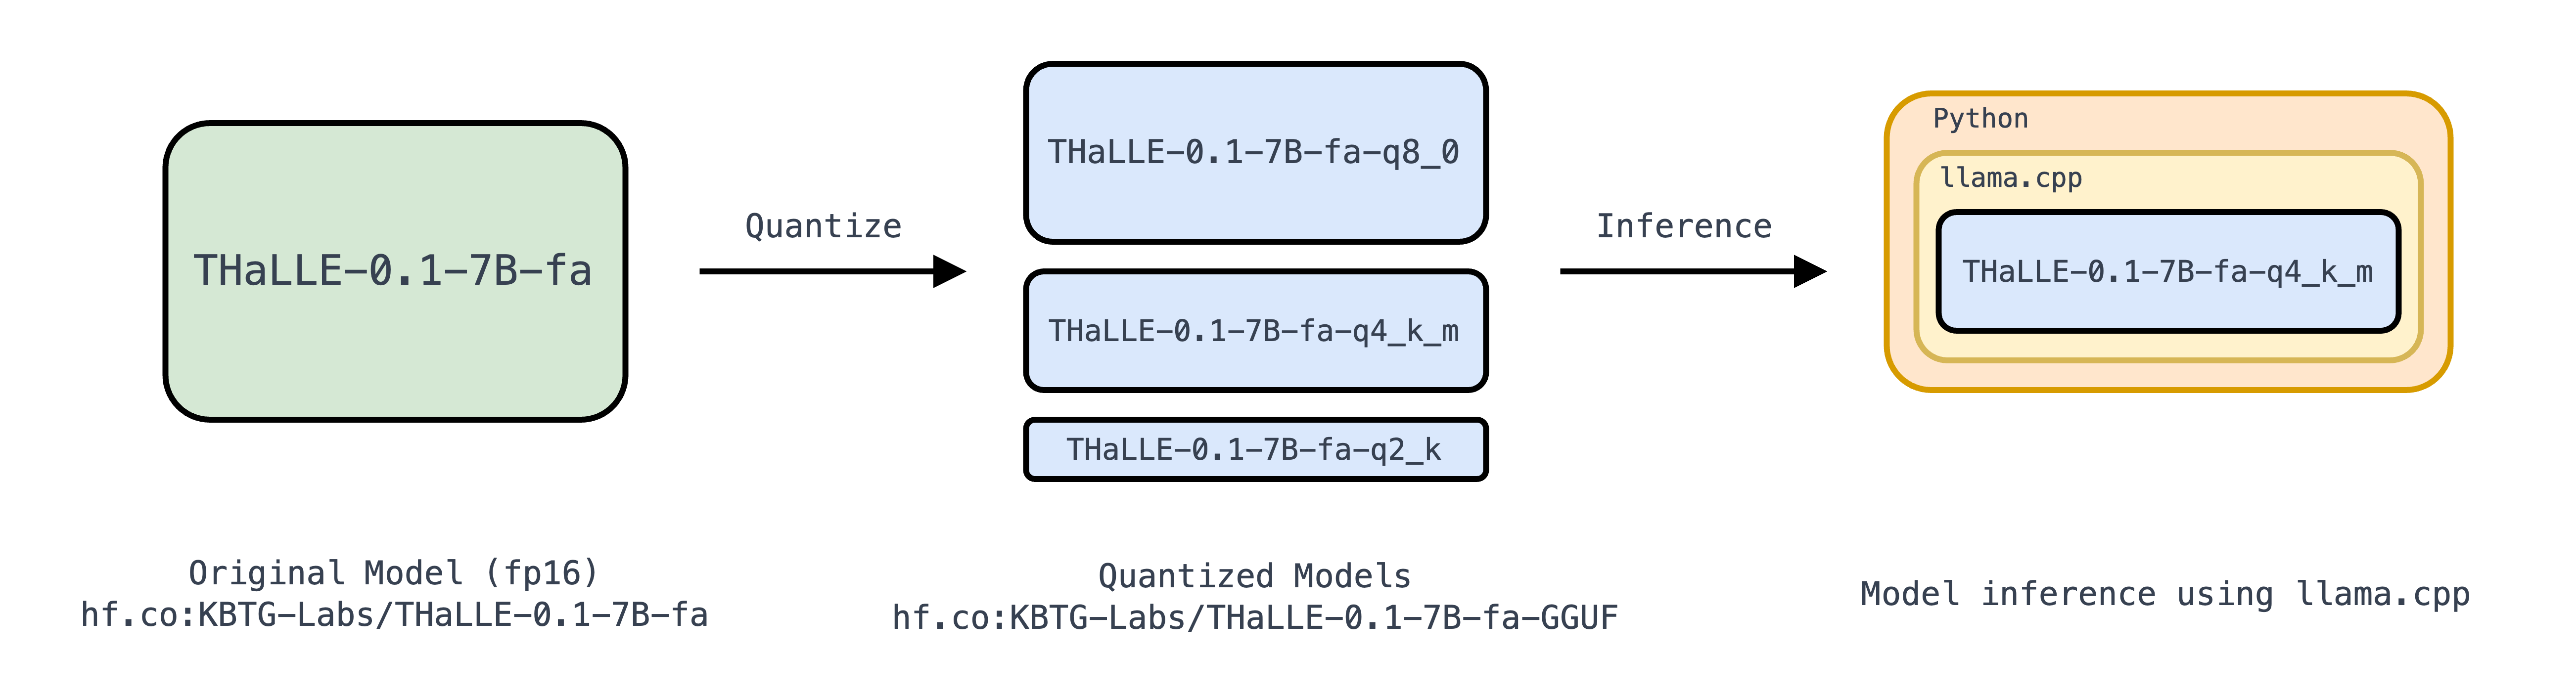 THaLLE-0.1-7B-fa
Original Model (fp16)
hf.co:KBTG-Labs/THaLLE-0.1-7B-fa
Quantize
THaLLE-0.1-7B-fa-q8_0
THaLLE-0.1-7B-fa-q4_k_m
THaLLE-0.1-7B-fa-q2_k
Quantized Models
hf.co:KBTG-Labs/THaLLE-0.1-7B-fa-GGUF
Inference
Python
llama.cpp
THaLLE-0.1-7B-fa-q4_k_m
Model inference using llama.cpp